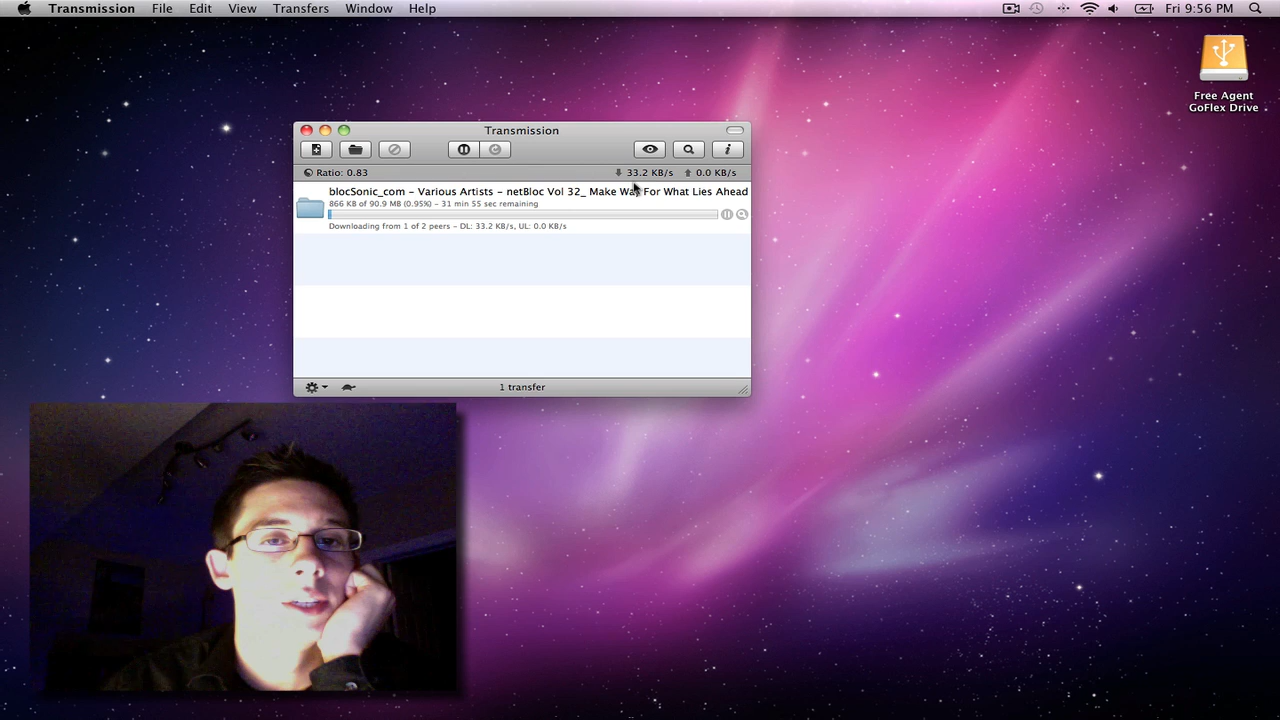 Transmission File Edit View Transfers Window Help Fri 9:56 PM
Free Agent
GoFlex Drive
Transmission
Ratio: 0.83 33.2 KB/s 0.0 KB/s
blocSonic_com – Various Artists – netBloc Vol 32_ Make Way For What Lies Ahead
866 KB of 90.9 MB (0.95%) – 31 min 55 sec remaining
Downloading from 1 of 2 peers – DL: 33.2 KB/s, UL: 0.0 KB/s
1 transfer